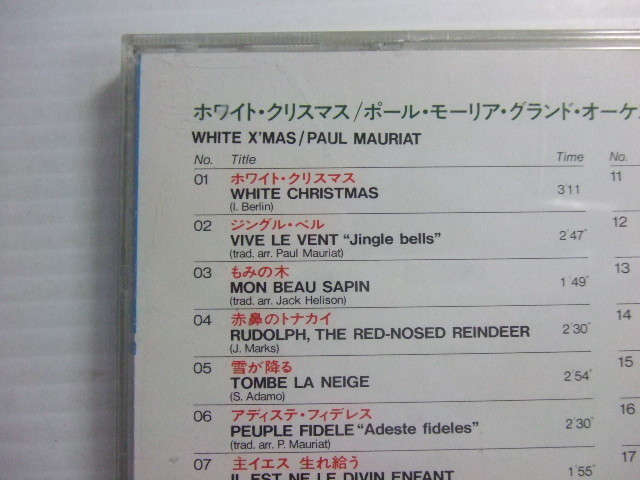 ホワイト・クリスマス/ポール・モーリア・グランド・オーケス
WHITE X'MAS/PAUL MAURIAT
No. Title Time No.
01 ホワイト・クリスマス 11
WHITE CHRISTMAS 3'11
(I. Berlin)
02 ジングル・ベル 12
VIVE LE VENT “Jingle bells” 2'47"
(trad. arr. Paul Mauriat)
03 もみの木 13
MON BEAU SAPIN 1'49"
(trad. arr. Jack Helison)
04 赤鼻のトナカイ 14
RUDOLPH, THE RED-NOSED REINDEER 2'30"
(J. Marks)
05 雪が降る 15
TOMBE LA NEIGE 2'54"
(S. Adamo)
06 アディステ・フィデレス 16
PEUPLE FIDELE “Adeste fideles” 2'30"
(trad. arr. P. Mauriat)
07 主イエス 生れ給う 17
IL EST NE LE DIVIN ENFANT 1'55"